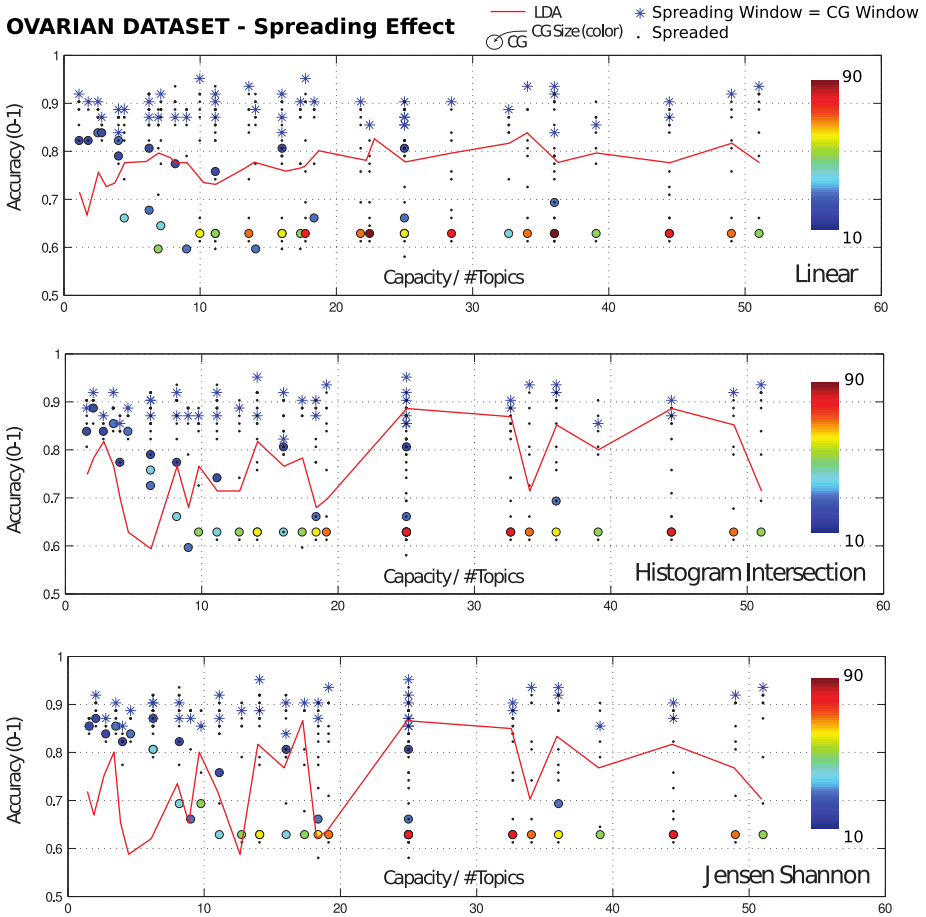 OVARIAN DATASET - Spreading Effect
LDA
CG
CG Size (color)
Spreading Window = CG Window
Spreaded
Accuracy (0-1)
1
0.9
0.8
0.7
0.6
0.5
90
10
Capacity / #Topics
Linear
0 10 20 30 40 50 60
Accuracy (0-1)
1
0.9
0.8
0.7
0.6
0.5
90
10
Capacity / #Topics
Histogram Intersection
0 10 20 30 40 50 60
Accuracy (0-1)
1
0.9
0.8
0.7
0.6
0.5
90
10
Capacity / #Topics
Jensen Shannon
0 10 20 30 40 50 60